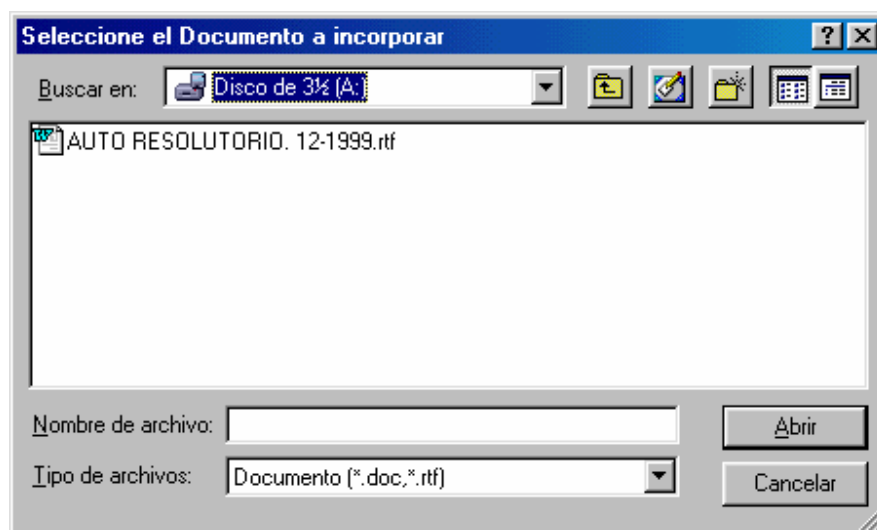 Seleccione el Documento a incorporar
Buscar en: Disco de 3½ (A:)
AUTO RESOLUTORIO. 12-1999.rtf
Nombre de archivo: Abrir
Tipo de archivos: Documento (*.doc,*.rtf) Cancelar